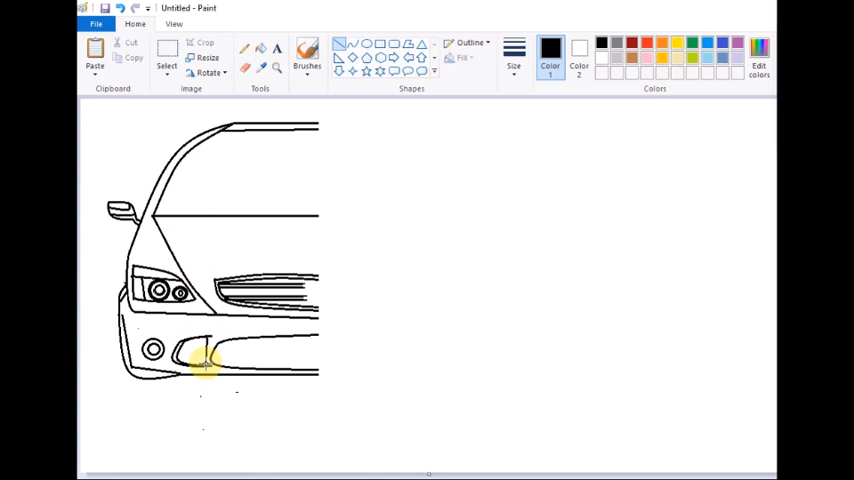 Untitled - Paint
File Home View
Paste
Cut
Copy
Clipboard
Select
Crop
Resize
Rotate
Image
A
Tools
Brushes
Outline
Fill
Shapes
Size
Color 1
Color 2
Edit colors
Colors